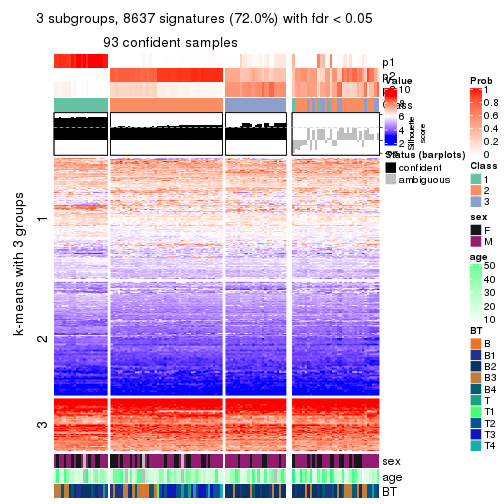 3 subgroups, 8637 signatures (72.0%) with fdr < 0.05
93 confident samples
p1
p2
Value
10
8
6
4
2
Silhouette
score
Status (barplots)
confident
ambiguous
k-means with 3 groups
1
2
3
sex
age
BT
Prob
1
0.8
0.6
0.4
0.2
0
Class
1
2
3
sex
F
M
age
50
40
30
20
10
BT
B
B1
B2
B3
B4
T
T1
T2
T3
T4